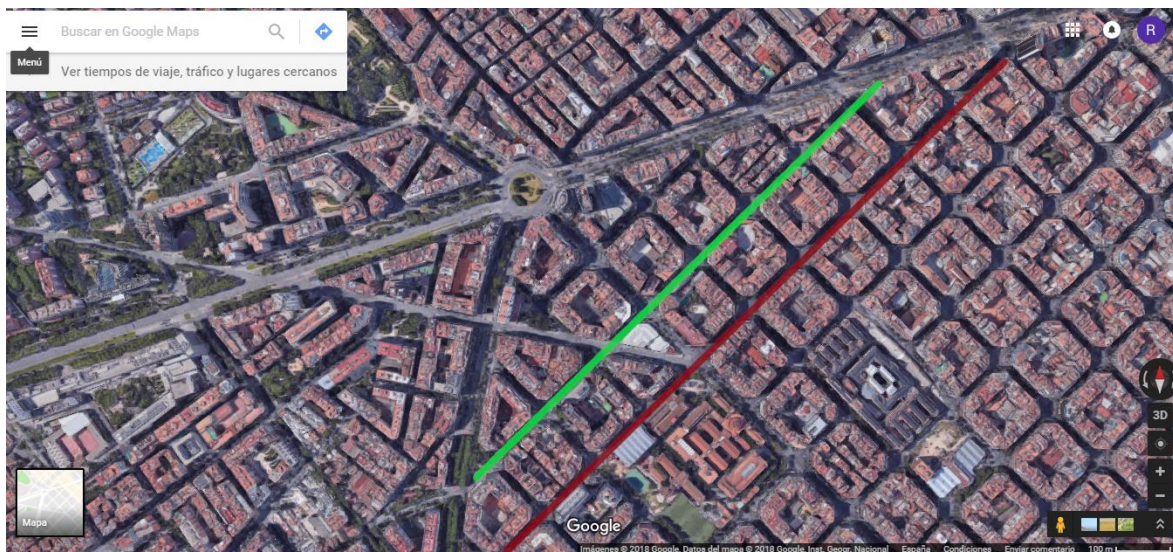 Buscar en Google Maps
R
Menú
Ver tiempos de viaje, tráfico y lugares cercanos
3D
+
−
Mapa
Google
Imágenes © 2018 Google, Datos del mapa © 2018 Google, Inst. Geogr. Nacional España Condiciones Enviar comentario 100 m